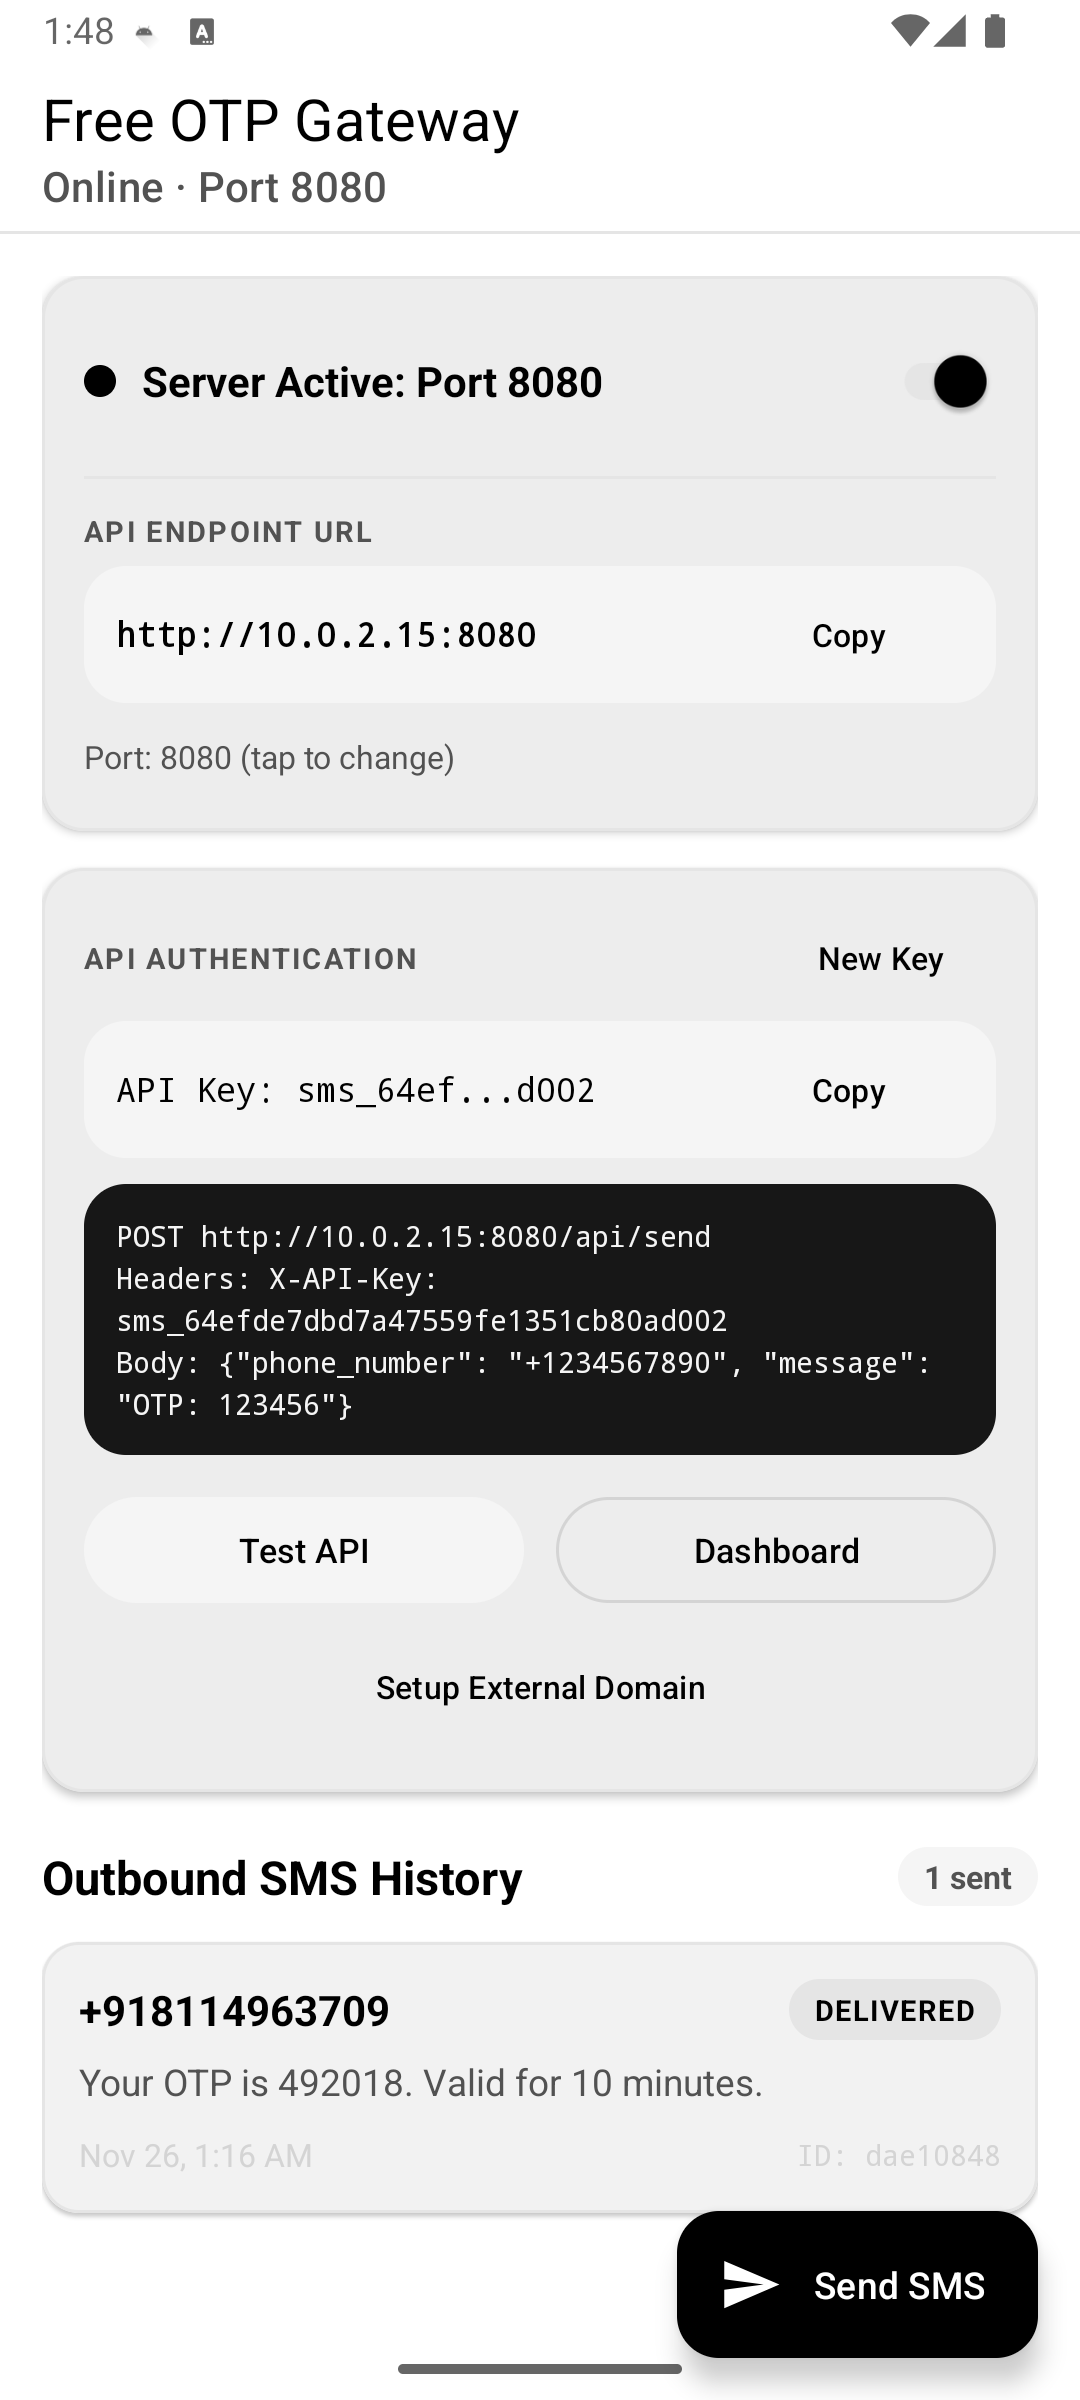 1:48
Free OTP Gateway
Online · Port 8080
Server Active: Port 8080
API ENDPOINT URL
http://10.0.2.15:8080
Copy
Port: 8080 (tap to change)
API AUTHENTICATION
New Key
API Key: sms_64ef...d002
Copy
POST http://10.0.2.15:8080/api/send
Headers: X-API-Key:
sms_64efde7dbd7a47559fe1351cb80ad002
Body: {"phone_number": "+1234567890", "message":
"OTP: 123456"}
Test API
Dashboard
Setup External Domain
Outbound SMS History
1 sent
+918114963709
DELIVERED
Your OTP is 492018. Valid for 10 minutes.
Nov 26, 1:16 AM
ID: dae10848
Send SMS